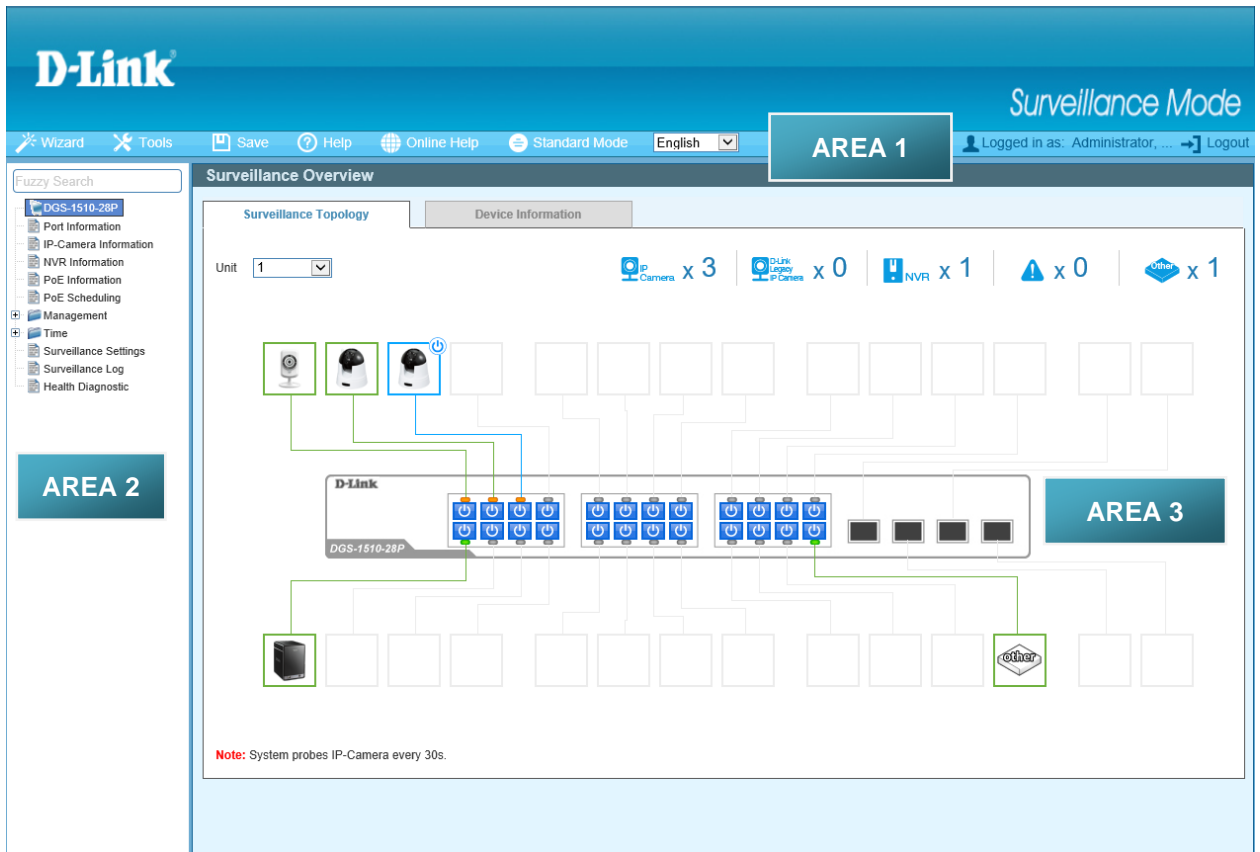 D-Link
Surveillance Mode
Wizard Tools Save Help Online Help Standard Mode English AREA 1 Logged in as: Administrator, ... Logout
Fuzzy Search
Surveillance Overview
DGS-1510-28P
Port Information
IP-Camera Information
NVR Information
PoE Information
PoE Scheduling
Management
Time
Surveillance Settings
Surveillance Log
Health Diagnostic
AREA 2
Surveillance Topology Device Information
Unit 1
IP Camera x 3
D-Link Legacy IP Camera x 0
NVR x 1
x 0
Other x 1
D-Link
DGS-1510-28P
AREA 3
other
Note: System probes IP-Camera every 30s.